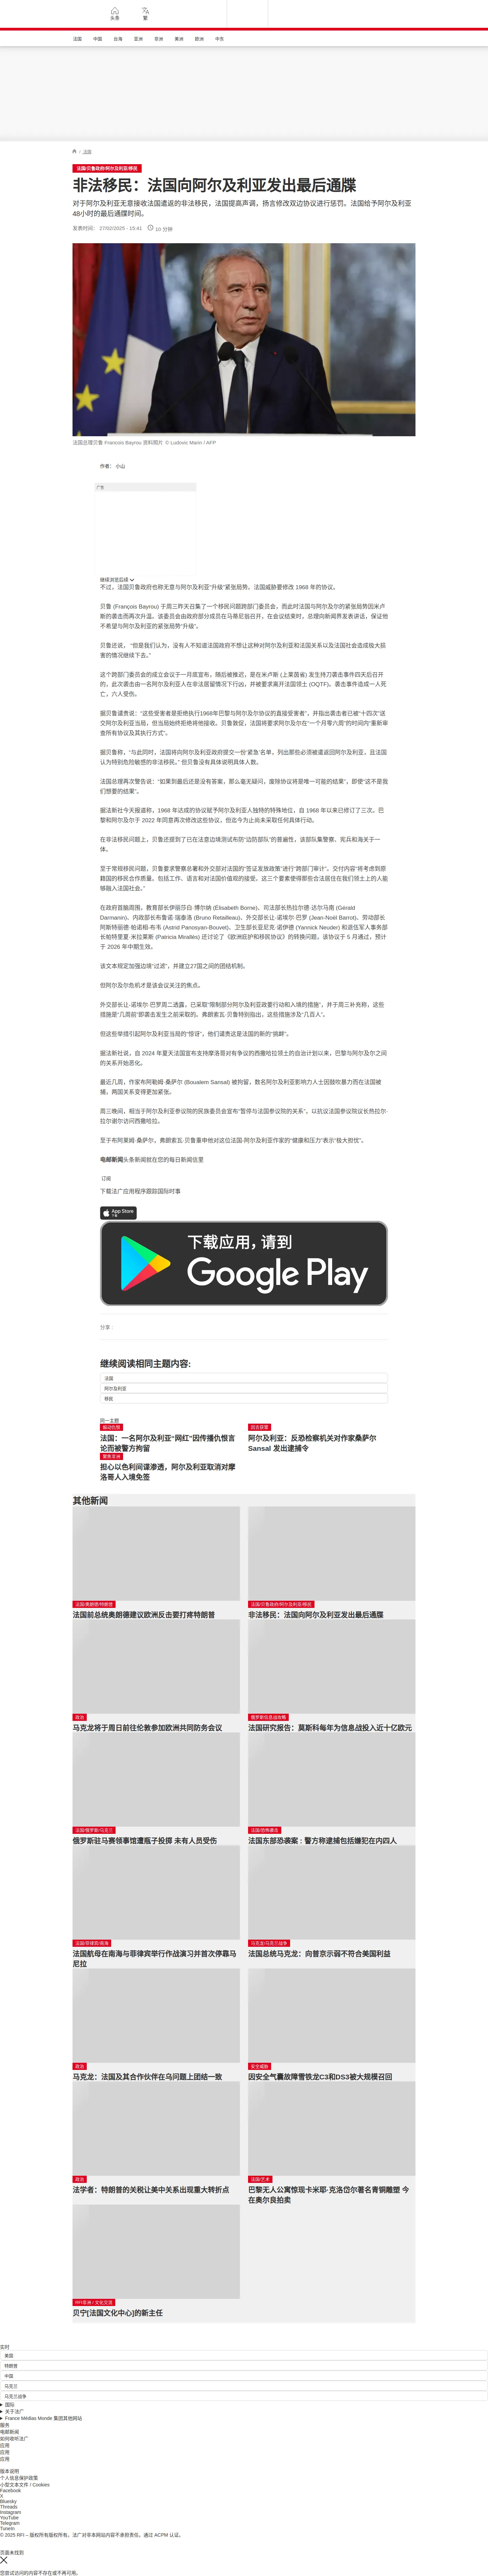 头条
繁
法国
中国
台海
亚洲
非洲
美洲
欧洲
中东
/ 法国
法国/贝鲁政府/阿尔及利亚/移民
非法移民：法国向阿尔及利亚发出最后通牒
对于阿尔及利亚无意接收法国遣返的非法移民，法国提高声调，扬言修改双边协议进行惩罚。法国给予阿尔及利亚
48小时的最后通牒时间。
发表时间： 27/02/2025 - 15:41
10 分钟
法国总理贝鲁 Francois Bayrou 资料照片 © Ludovic Marin / AFP
作者： 小山
广告
继续浏览后续
不过，法国贝鲁政府也称无意与阿尔及利亚“升级”紧张局势。法国威胁要修改 1968 年的协议。
贝鲁 (François Bayrou) 于周三昨天召集了一个移民问题跨部门委员会，而此时法国与阿尔及尔的紧张局势因米卢
斯的袭击而再次升温。该委员会由政府部分成员在马蒂尼翁召开，在会议结束时，总理向新闻界发表讲话，保证他
不希望与阿尔及利亚的紧张局势“升级”。
贝鲁还说， “但是我们认为，没有人不知道法国政府不想让这种对阿尔及利亚和法国关系以及法国社会造成极大损
害的情况继续下去。”
这个跨部门委员会的成立会议于一月底宣布，随后被推迟，是在米卢斯 (上莱茵省) 发生持刀袭击事件四天后召开
的，此次袭击由一名阿尔及利亚人在非法居留情况下行凶，并被要求离开法国领土 (OQTF)。袭击事件造成一人死
亡，六人受伤。
据贝鲁谴责说：“这些受害者是拒绝执行1968年巴黎与阿尔及尔协议的直接受害者”，并指出袭击者已被“十四次”送
交阿尔及利亚当局，但当局始终拒绝将他接收。贝鲁敦促，法国将要求阿尔及尔在“一个月零六周”的时间内“重新审
查所有协议及其执行方式”。
据贝鲁称，“与此同时，法国将向阿尔及利亚政府提交一份‘紧急’名单，列出那些必须被遣返回阿尔及利亚、且法国
认为特别危险敏感的非法移民。” 但贝鲁没有具体说明具体人数。
法国总理再次警告说：“如果到最后还是没有答案，那么毫无疑问，废除协议将是唯一可能的结果”，即使“这不是我
们想要的结果”。
据法新社今天报道称，1968 年达成的协议赋予阿尔及利亚人独特的特殊地位，自 1968 年以来已修订了三次。巴
黎和阿尔及尔于 2022 年同意再次修改这些协议，但迄今为止尚未采取任何具体行动。
在非法移民问题上，贝鲁还提到了已在法意边境测试布防“边防部队”的普遍性，该部队集警察、宪兵和海关于一
体。
至于常规移民问题，贝鲁要求警察总署和外交部对法国的“签证发放政策”进行“跨部门审计”，交付内容“将考虑到原
籍国的移民合作质量。包括工作、语言和对法国价值观的接受。这三个要素使得那些合法居住在我们领土上的人能
够融入法国社会。”
在政府首脑周围，教育部长伊丽莎白·博尔纳 (Élisabeth Borne)、司法部长热拉尔德·达尔马南 (Gérald
Darmanin)、内政部长布鲁诺·瑞泰洛 (Bruno Retailleau)、外交部长让-诺埃尔·巴罗 (Jean-Noël Barrot)、劳动部长
阿斯特丽德·帕诺相-布韦 (Astrid Panosyan-Bouvet)、卫生部长亚尼克·诺伊德 (Yannick Neuder) 和退伍军人事务部
长帕特里夏·米拉莱斯 (Patricia Miralles) 还讨论了《欧洲庇护和移民协议》的转换问题，该协议于 5 月通过，预计
于 2026 年中期生效。
该文本规定加强边境“过滤”，并建立27国之间的团结机制。
但阿尔及尔危机才是该会议关注的焦点。
外交部长让-诺埃尔·巴罗周二透露，已采取“限制部分阿尔及利亚政要行动和入境的措施”，并于周三补充称，这些
措施是“几周前”即袭击发生之前采取的。弗朗索瓦·贝鲁特别指出，这些措施涉及“几百人”。
但这些举措引起阿尔及利亚当局的“惊讶”，他们谴责这是法国的新的“挑衅”。
据法新社说，自 2024 年夏天法国宣布支持摩洛哥对有争议的西撒哈拉领土的自治计划以来，巴黎与阿尔及尔之间
的关系开始恶化。
最近几周，作家布阿勒姆·桑萨尔 (Boualem Sansal) 被拘留，数名阿尔及利亚影响力人士因鼓吹暴力而在法国被
捕，两国关系变得更加紧张。
周三晚间，相当于阿尔及利亚参议院的民族委员会宣布“暂停与法国参议院的关系”，以抗议法国参议院议长热拉尔·
拉尔谢尔访问西撒哈拉。
至于布阿莱姆·桑萨尔，弗朗索瓦·贝鲁重申他对这位法国-阿尔及利亚作家的“健康和压力”表示“极大担忧”。
电邮新闻头条新闻就在您的每日新闻信里
订阅
下载法广应用程序跟踪国际时事
App Store
下载
下载应用，请到
Google Play
分享 :
继续阅读相同主题内容:
法国
阿尔及利亚
移民
同一主题
煽动仇恨
法国：一名阿尔及利亚“网红”因传播仇恨言
论而被警方拘留
因言获罪
阿尔及利亚：反恐检察机关对作家桑萨尔
Sansal 发出逮捕令
聚焦非洲
担心以色列间谍渗透，阿尔及利亚取消对摩
洛哥人入境免签
其他新闻
法国/奥朗德/特朗普
法国前总统奥朗德建议欧洲反击要打疼特朗普
法国/贝鲁政府/阿尔及利亚/移民
非法移民：法国向阿尔及利亚发出最后通牒
政治
马克龙将于周日前往伦敦参加欧洲共同防务会议
俄罗斯/信息战攻略
法国研究报告：莫斯科每年为信息战投入近十亿欧元
法国/俄罗斯/乌克兰
俄罗斯驻马赛领事馆遭瓶子投掷 未有人员受伤
法国/恐怖袭击
法国东部恐袭案 : 警方称逮捕包括嫌犯在内四人
法国/菲律宾/南海
法国航母在南海与菲律宾举行作战演习并首次停靠马
尼拉
马克龙/乌克兰战争
法国总统马克龙：向普京示弱不符合美国利益
政治
马克龙：法国及其合作伙伴在乌问题上团结一致
安全威胁
因安全气囊故障雪铁龙C3和DS3被大规模召回
政治
法学者：特朗普的关税让美中关系出现重大转折点
法国/艺术
巴黎无人公寓惊现卡米耶·克洛岱尔著名青铜雕塑 今
在奥尔良拍卖
RFI非洲 / 文化交流
贝宁[法国文化中心]的新主任
实时
美国
特朗普
中国
乌克兰
乌克兰战争
国际
关于法广
France Médias Monde 集团其他网站
服务
电邮新闻
如何收听法广
应用
应用
应用
版本说明
个人信息保护政策
小型文本文件 / Cookies
Facebook
X
Bluesky
Threads
Instagram
YouTube
Telegram
TuneIn
© 2025 RFI – 版权所有版权所有。法广对非本网站内容不承担责任。通过 ACPM 认证。
页面未找到
您尝试访问的内容不存在或不再可用。